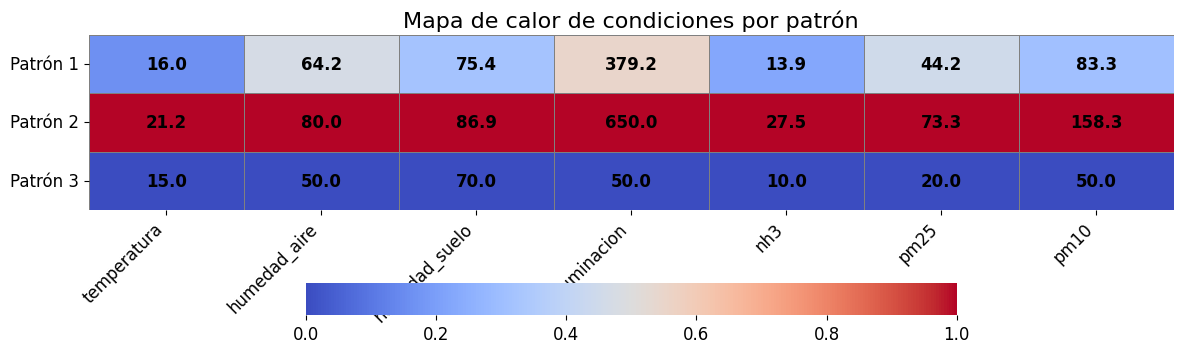 Mapa de calor de condiciones por patrón
Patrón 1 16.0 64.2 75.4 379.2 13.9 44.2 83.3
Patrón 2 21.2 80.0 86.9 650.0 27.5 73.3 158.3
Patrón 3 15.0 50.0 70.0 50.0 10.0 20.0 50.0
temperatura humedad_aire dad_suelo uminacion nh3 pm25 pm10
0.0 0.2 0.4 0.6 0.8 1.0